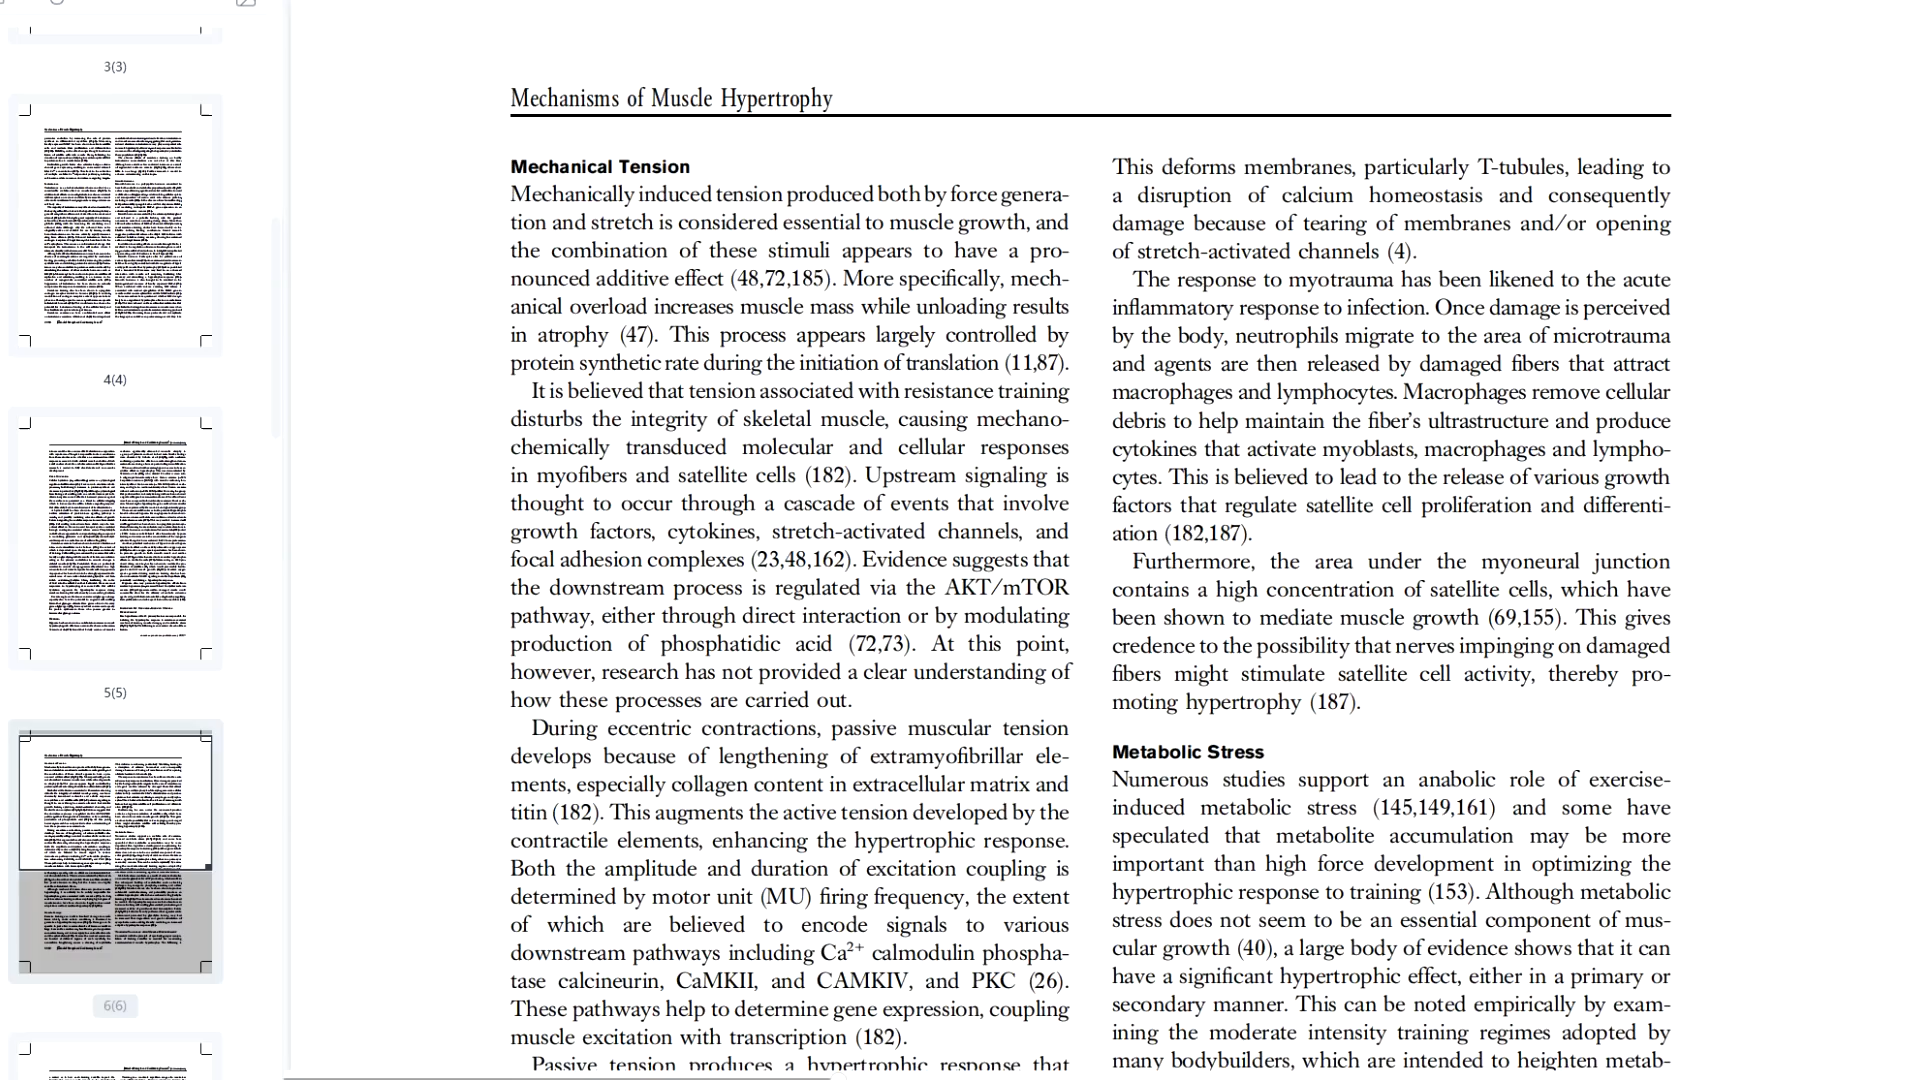 3(3)
4(4)
5(5)
6(6)
Mechanisms of Muscle Hypertrophy
Mechanical Tension
Mechanically induced tension produced both by force genera-
tion and stretch is considered essential to muscle growth, and
the combination of these stimuli appears to have a pro-
nounced additive effect (48,72,185). More specifically, mech-
anical overload increases muscle mass while unloading results
in atrophy (47). This process appears largely controlled by
protein synthetic rate during the initiation of translation (11,87).
It is believed that tension associated with resistance training
disturbs the integrity of skeletal muscle, causing mechano-
chemically transduced molecular and cellular responses
in myofibers and satellite cells (182). Upstream signaling is
thought to occur through a cascade of events that involve
growth factors, cytokines, stretch-activated channels, and
focal adhesion complexes (23,48,162). Evidence suggests that
the downstream process is regulated via the AKT/mTOR
pathway, either through direct interaction or by modulating
production of phosphatidic acid (72,73). At this point,
however, research has not provided a clear understanding of
how these processes are carried out.
During eccentric contractions, passive muscular tension
develops because of lengthening of extramyofibrillar ele-
ments, especially collagen content in extracellular matrix and
titin (182). This augments the active tension developed by the
contractile elements, enhancing the hypertrophic response.
Both the amplitude and duration of excitation coupling is
determined by motor unit (MU) firing frequency, the extent
of which are believed to encode signals to various
downstream pathways including Ca²⁺ calmodulin phospha-
tase calcineurin, CaMKII, and CAMKIV, and PKC (26).
These pathways help to determine gene expression, coupling
muscle excitation with transcription (182).
Passive tension produces a hypertrophic response that
This deforms membranes, particularly T-tubules, leading to
a disruption of calcium homeostasis and consequently
damage because of tearing of membranes and/or opening
of stretch-activated channels (4).
The response to myotrauma has been likened to the acute
inflammatory response to infection. Once damage is perceived
by the body, neutrophils migrate to the area of microtrauma
and agents are then released by damaged fibers that attract
macrophages and lymphocytes. Macrophages remove cellular
debris to help maintain the fiber's ultrastructure and produce
cytokines that activate myoblasts, macrophages and lympho-
cytes. This is believed to lead to the release of various growth
factors that regulate satellite cell proliferation and differenti-
ation (182,187).
Furthermore, the area under the myoneural junction
contains a high concentration of satellite cells, which have
been shown to mediate muscle growth (69,155). This gives
credence to the possibility that nerves impinging on damaged
fibers might stimulate satellite cell activity, thereby pro-
moting hypertrophy (187).
Metabolic Stress
Numerous studies support an anabolic role of exercise-
induced metabolic stress (145,149,161) and some have
speculated that metabolite accumulation may be more
important than high force development in optimizing the
hypertrophic response to training (153). Although metabolic
stress does not seem to be an essential component of mus-
cular growth (40), a large body of evidence shows that it can
have a significant hypertrophic effect, either in a primary or
secondary manner. This can be noted empirically by exam-
ining the moderate intensity training regimes adopted by
many bodybuilders, which are intended to heighten metab-